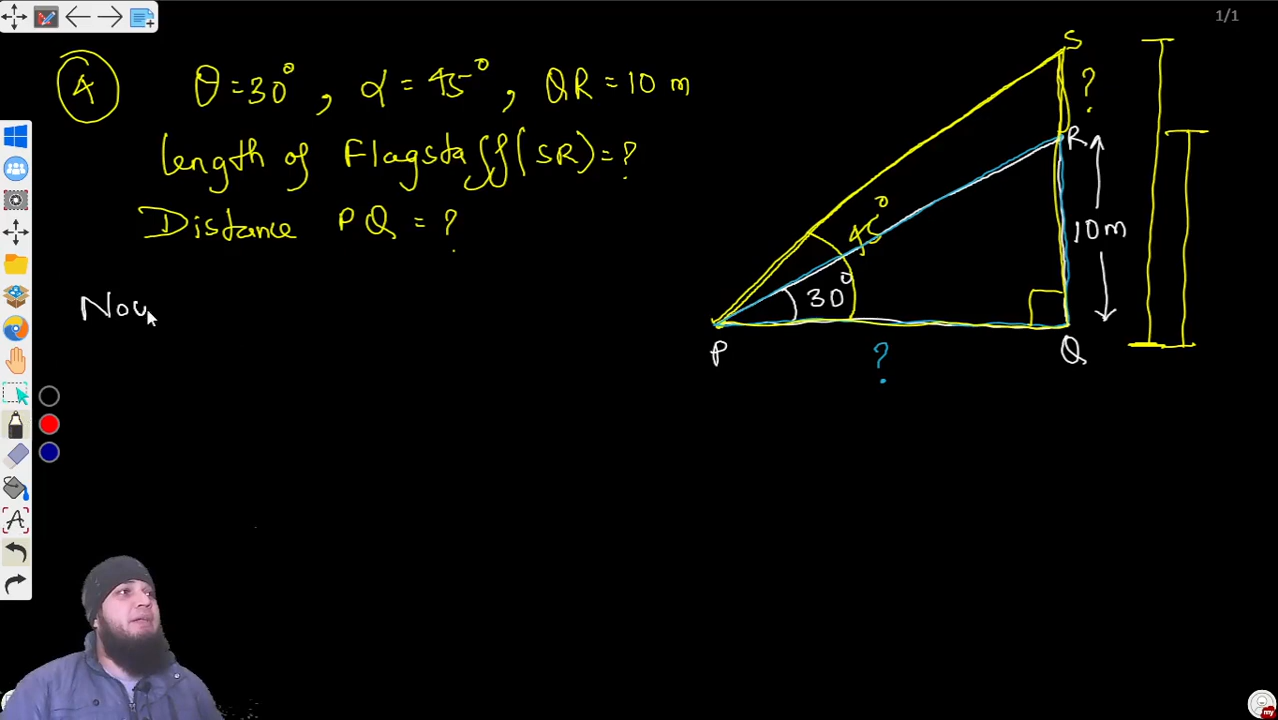 1/1
4 θ=30°, α=45°, QR=10 m
length of Flagstaff(SR)=?
Distance PQ=?
Now
S
?
R
45°
10m
30°
P
?
Q